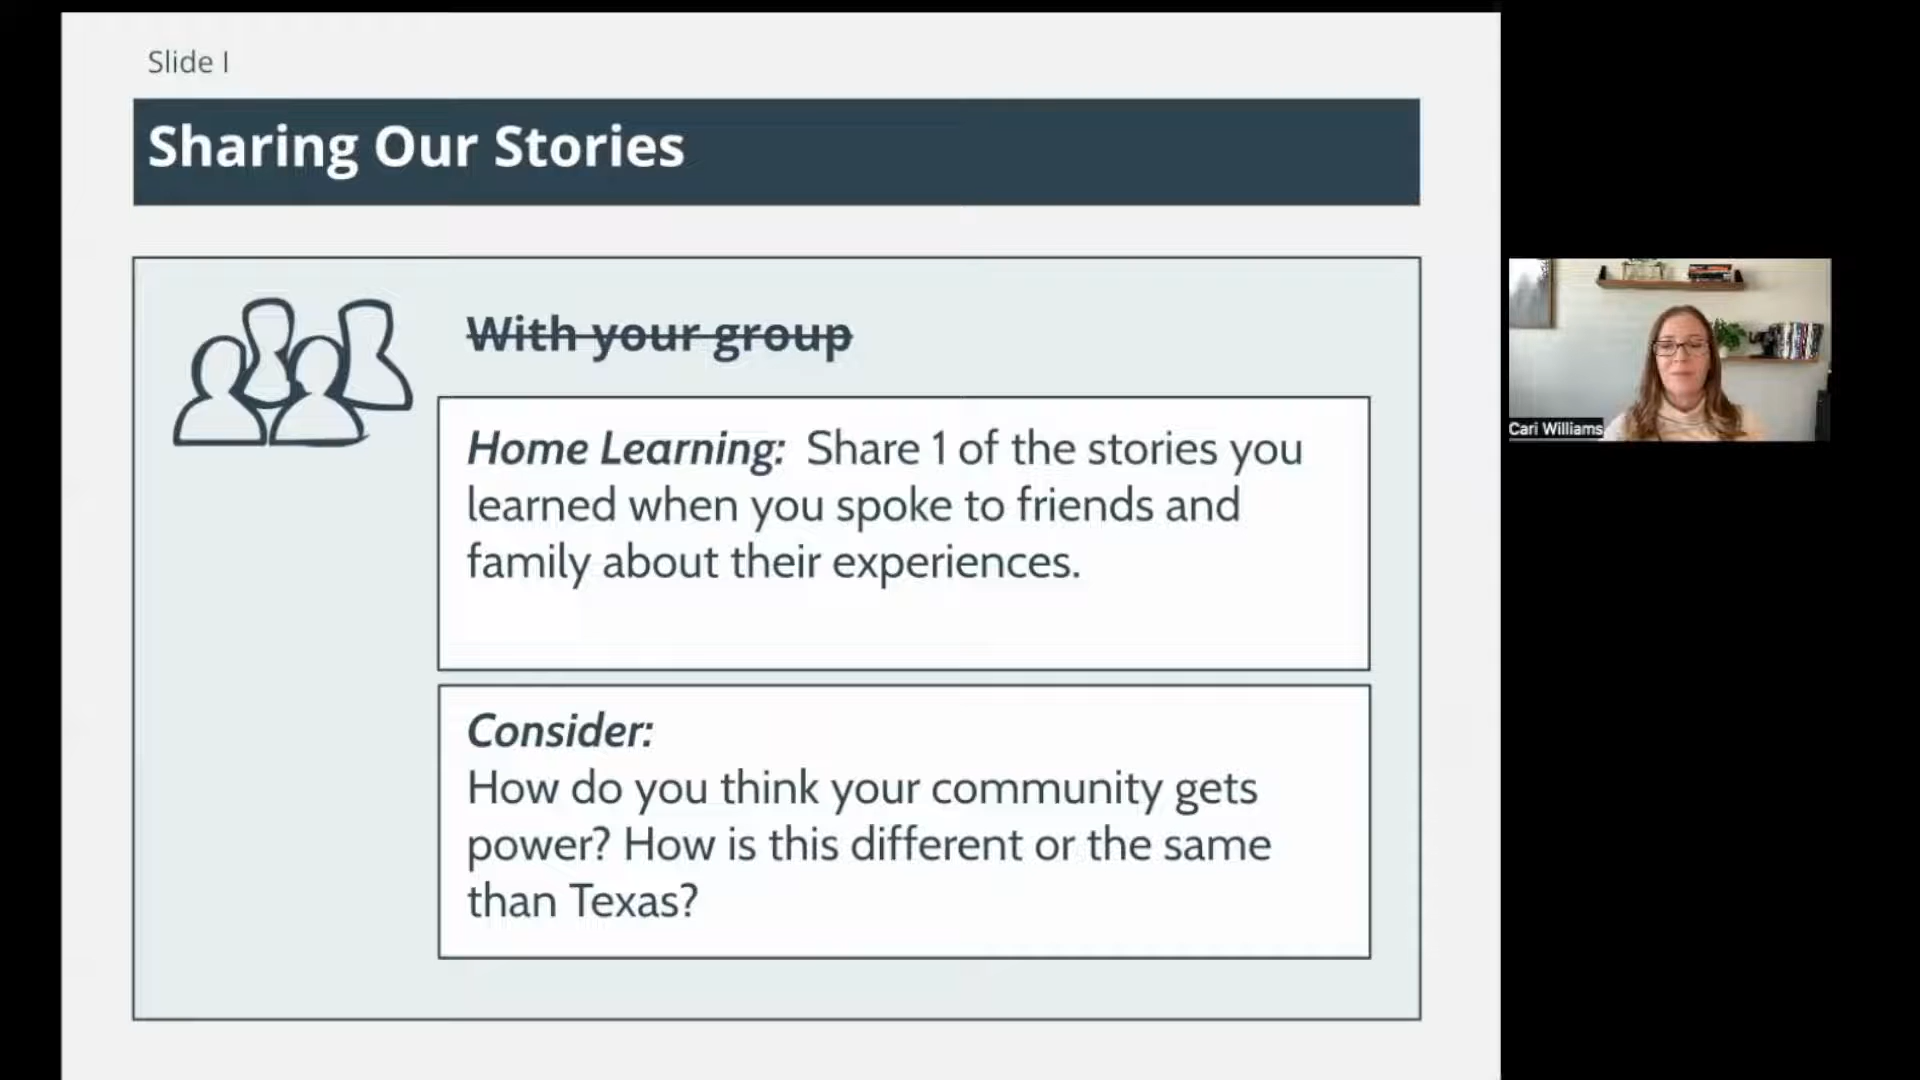 Slide I
Sharing Our Stories
With your group
Home Learning: Share 1 of the stories you
learned when you spoke to friends and
family about their experiences.
Consider:
How do you think your community gets
power? How is this different or the same
than Texas?
Cari Williams